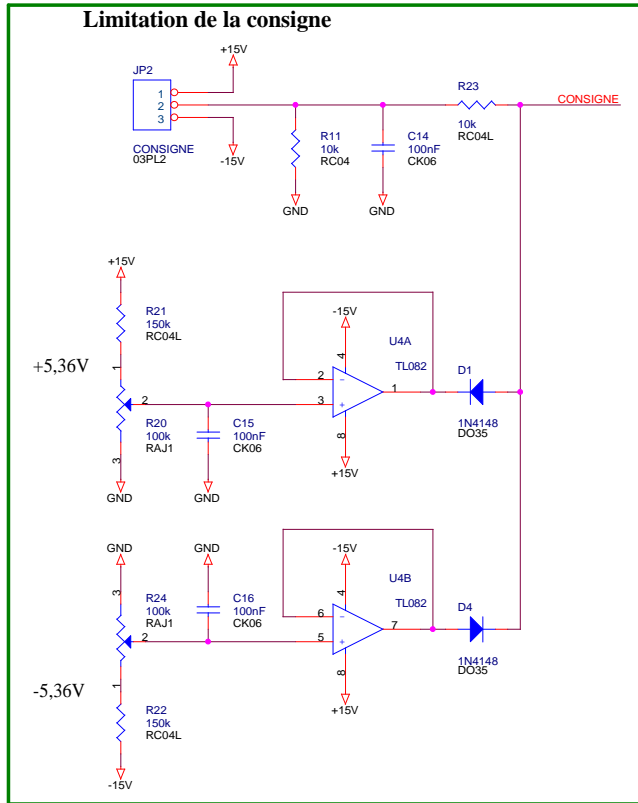 Limitation de la consigne
+15V
JP2
1
2
3
CONSIGNE
03PL2
-15V
R11
10k
RC04
GND
C14
100nF
CK06
GND
R23
10k
RC04L
CONSIGNE
+15V
R21
150k
RC04L
+5,36V
1
2
R20
100k
RAJ1
3
GND
C15
100nF
CK06
GND
-15V
U4A
4
TL082
2
-
1
3
+
8
+15V
D1
1N4148
DO35
GND
3
R24
100k
RAJ1
2
1
-5,36V
R22
150k
RC04L
-15V
GND
C16
100nF
CK06
-15V
U4B
4
TL082
6
-
7
5
+
8
+15V
D4
1N4148
DO35